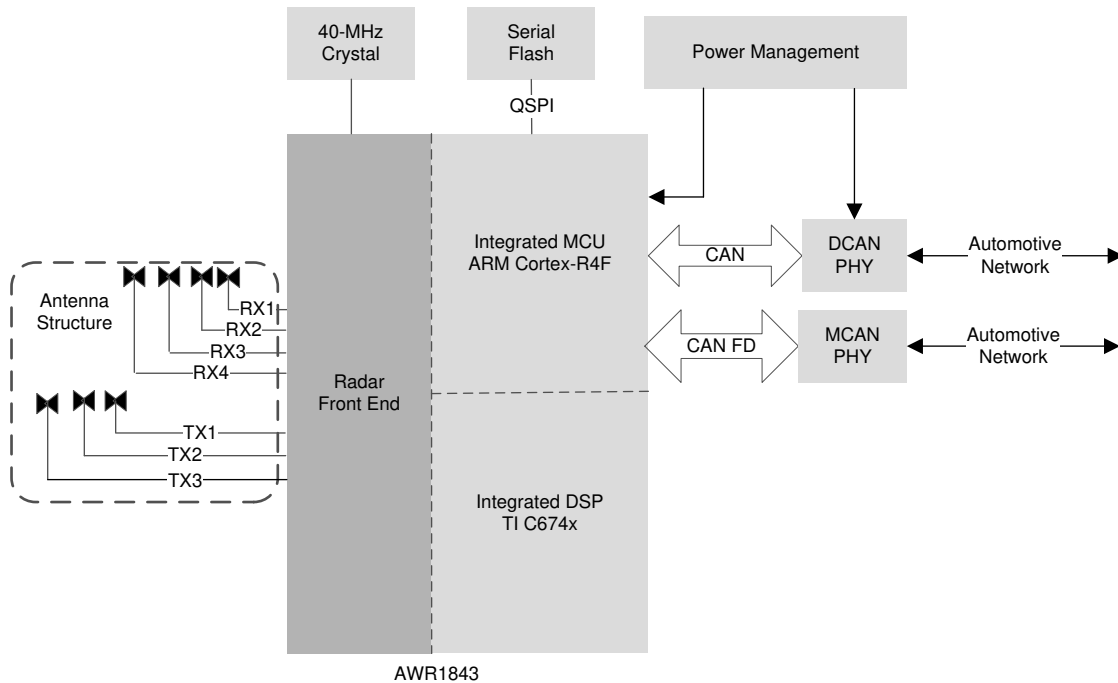 40-MHz
Crystal
Serial
Flash
Power Management
QSPI
Integrated MCU
ARM Cortex-R4F
CAN
DCAN
PHY
Automotive
Network
Antenna
Structure
RX1
RX2
RX3
RX4
CAN FD
MCAN
PHY
Automotive
Network
Radar
Front End
TX1
TX2
TX3
Integrated DSP
TI C674x
AWR1843